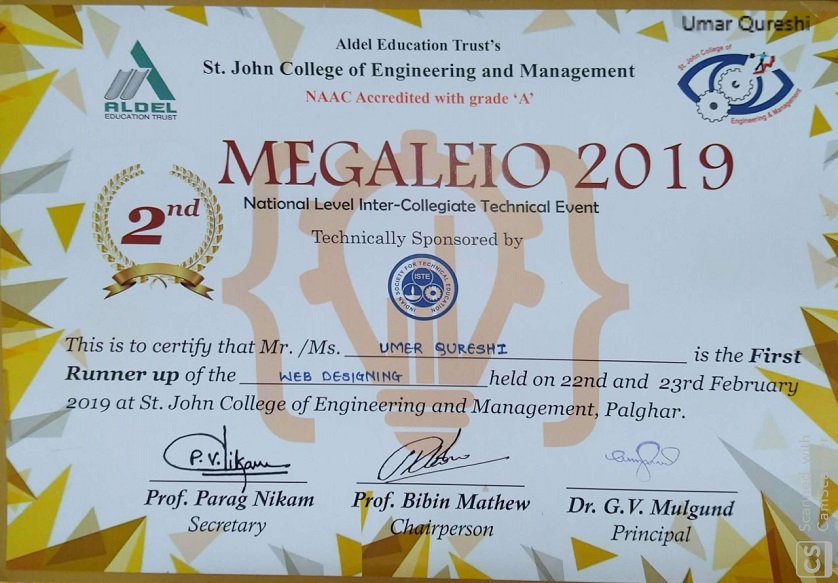 Umar Qureshi
Aldel Education Trust's
St. John College of Engineering and Management
NAAC Accredited with grade 'A'
ALDEL
EDUCATION TRUST
St. John College of
Engineering & Management
MEGALEIO 2019
National Level Inter-Collegiate Technical Event
2nd
Technically Sponsored by
INDIAN SOCIETY FOR TECHNICAL EDUCATION
ISTE
This is to certify that Mr. /Ms. UMER QURESHI is the First
Runner up of the WEB DESIGNING held on 22nd and 23rd February
2019 at St. John College of Engineering and Management, Palghar.
P.V.Nikam
Prof. Parag Nikam
Secretary
Prof. Bibin Mathew
Chairperson
Dr. G.V. Mulgund
Principal
CS
Scanned with